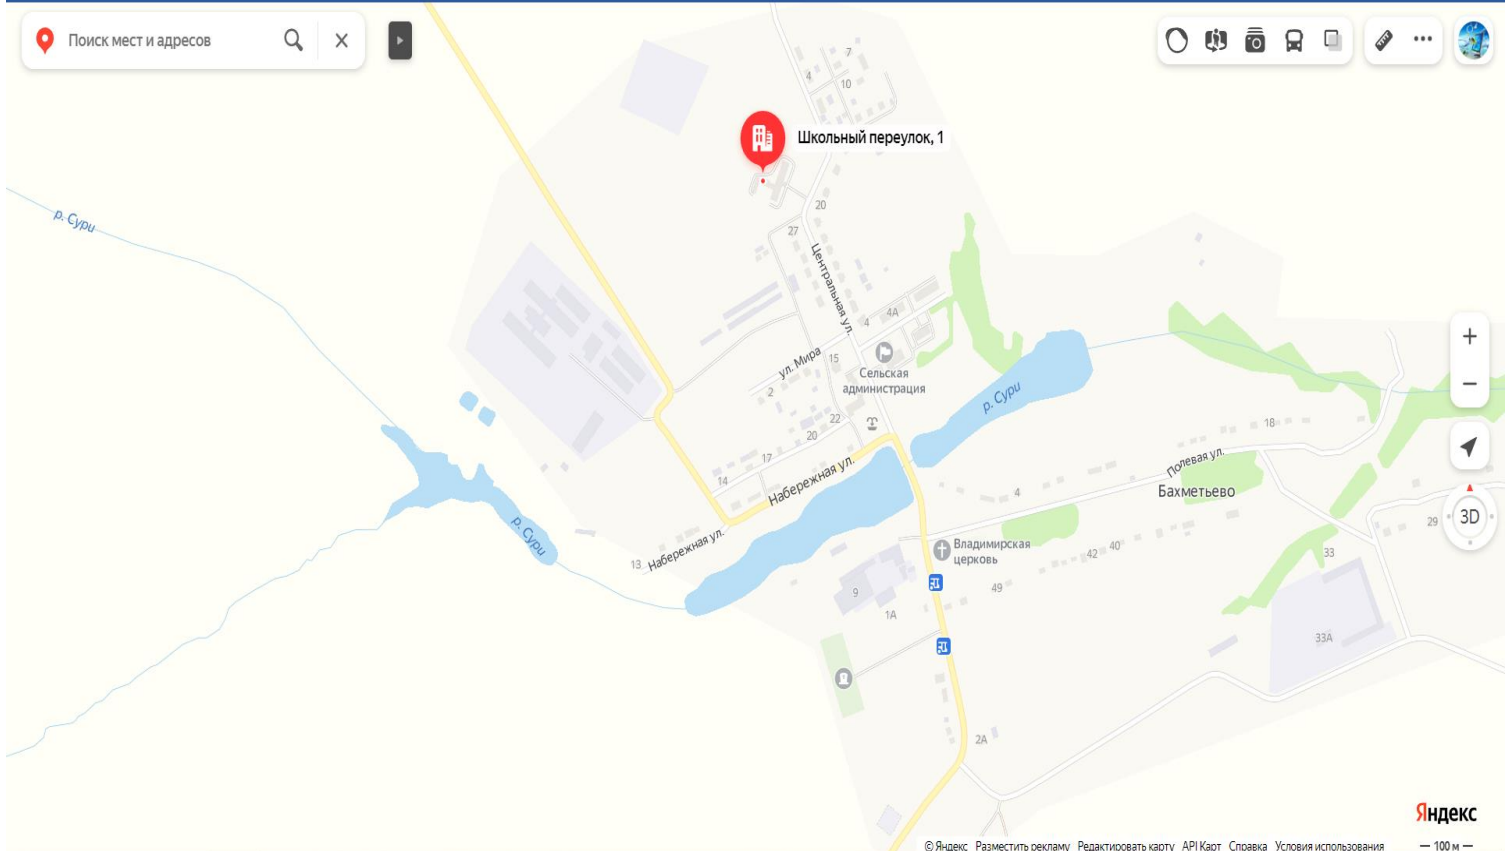 Поиск мест и адресов
7
4
10
Школьный переулок, 1
20
р. Сури
27
Центральная ул.
4А
4
ул. Мира
15
Сельская
администрация
2
р. Сури
22
20
18
17
Набережная ул.
14
Полевая ул.
4
Бахметьево
3D
29
р. Сури
Набережная ул.
13
Владимирская
церковь
40
42
33
49
9
1А
33А
2А
Яндекс
© Яндекс Разместить рекламу Редактировать карту API Карт Справка Условия использования
100 м